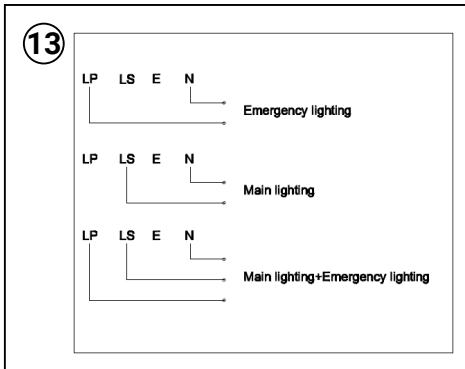 13
LP LS E N
Emergency lighting
LP LS E N
Main lighting
LP LS E N
Main lighting+Emergency lighting